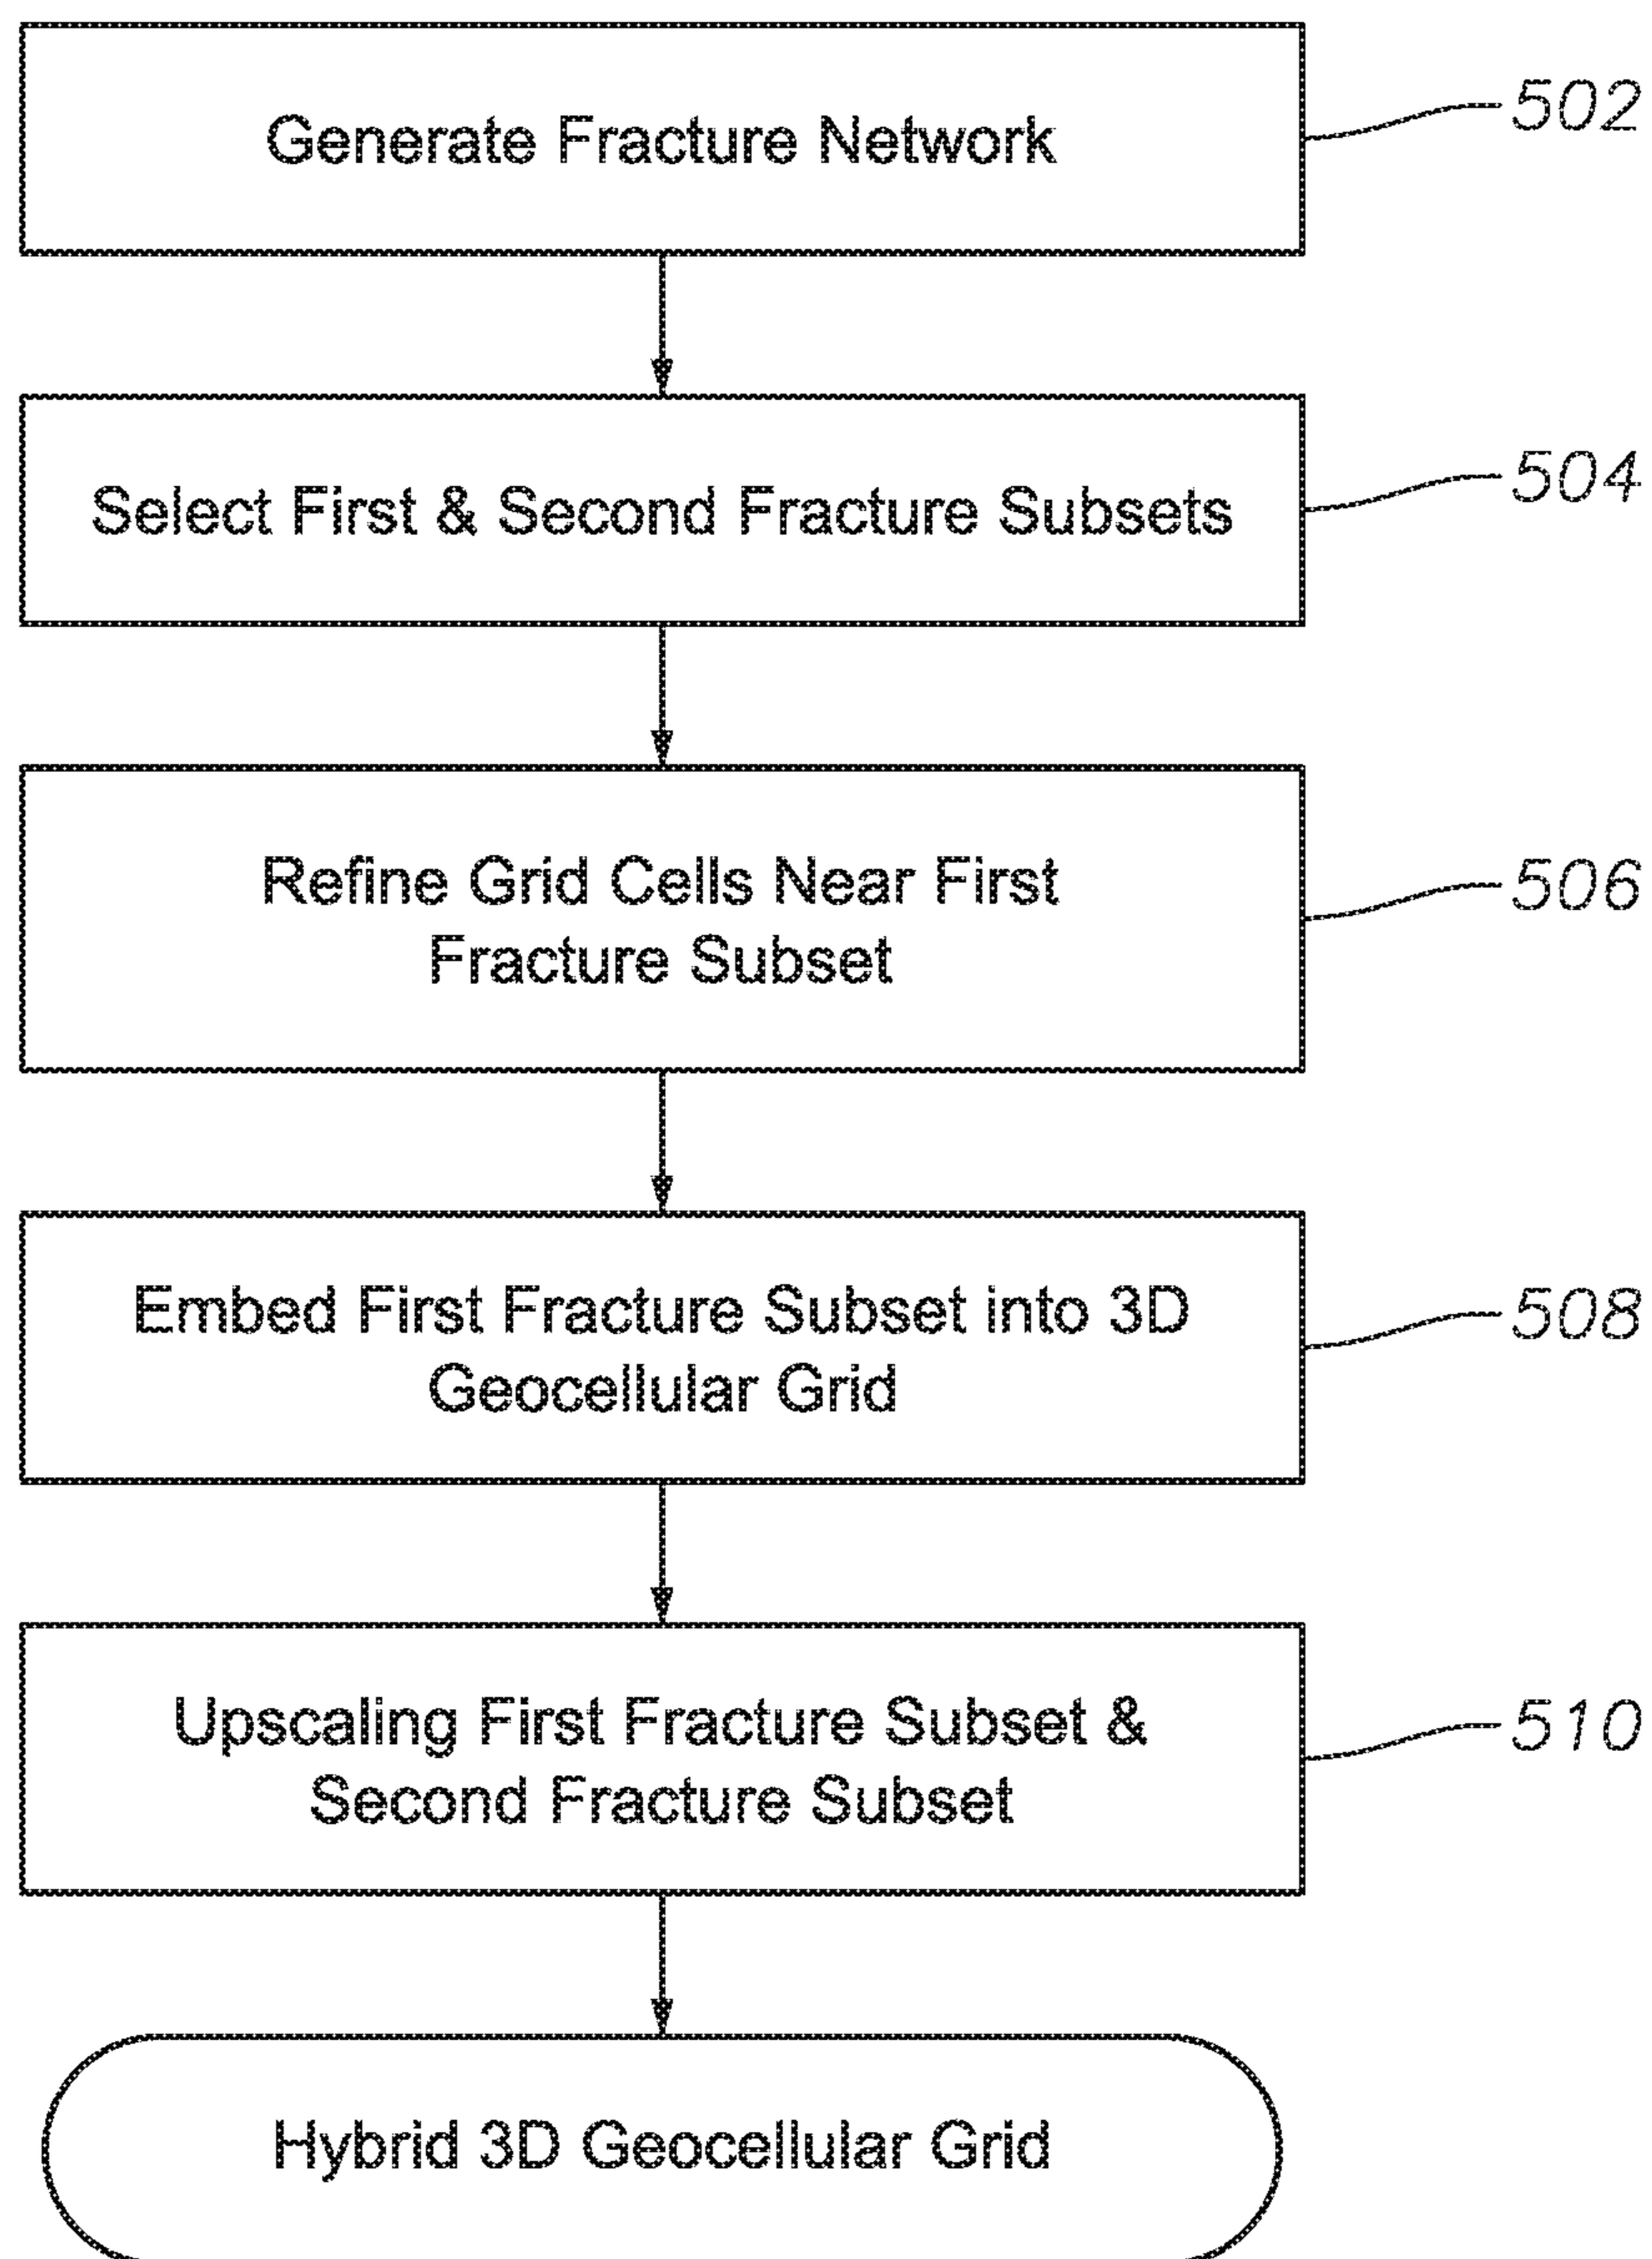 Generate Fracture Network
502
Select First & Second Fracture Subsets
504
Refine Grid Cells Near First
Fracture Subset
506
Embed First Fracture Subset into 3D
Geocellular Grid
508
Upscaling First Fracture Subset &
Second Fracture Subset
510
Hybrid 3D Geocellular Grid